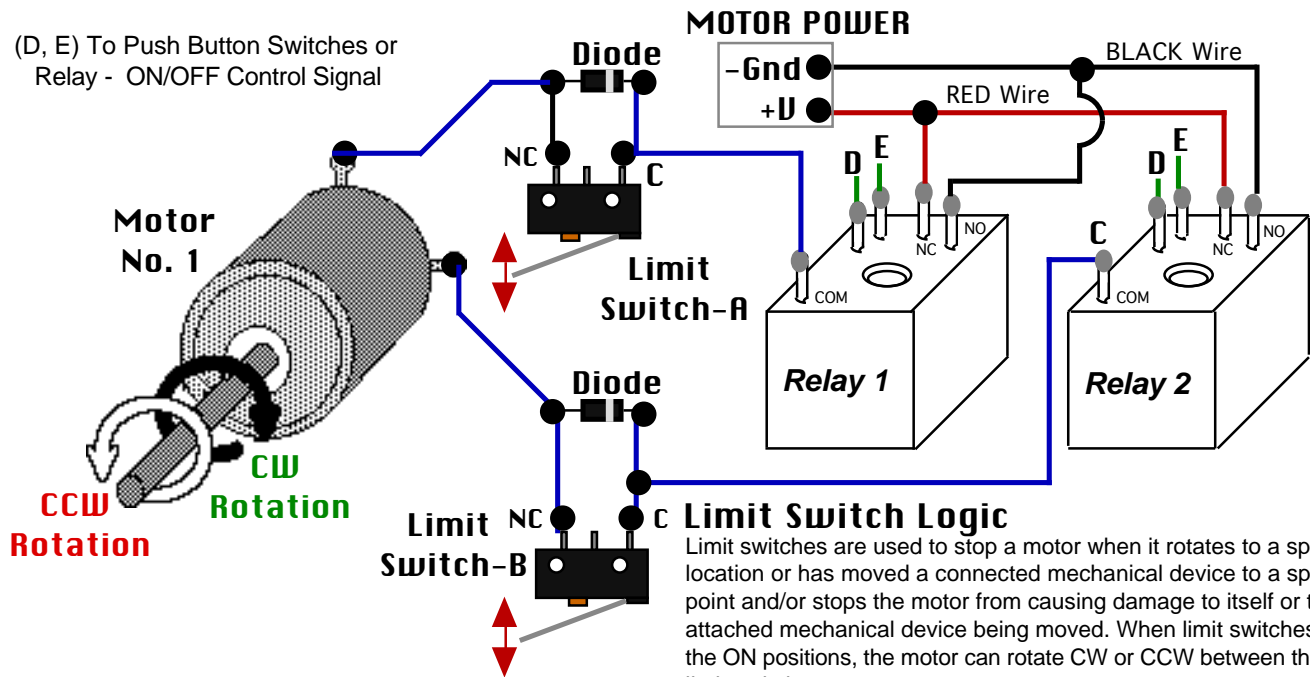 (D, E) To Push Button Switches or
Relay - ON/OFF Control Signal
Diode
MOTOR POWER
-Gnd
+V
BLACK Wire
RED Wire
NC
C
D
E
NC
NO
COM
Relay 1
D
E
C
NC
NO
COM
Relay 2
Motor
No. 1
Limit
Switch-A
Diode
CW
Rotation
CCW
Rotation
Limit
Switch-B
NC
C
Limit Switch Logic
Limit switches are used to stop a motor when it rotates to a sp
location or has moved a connected mechanical device to a sp
point and/or stops the motor from causing damage to itself or t
attached mechanical device being moved. When limit switches
the ON positions, the motor can rotate CW or CCW between th